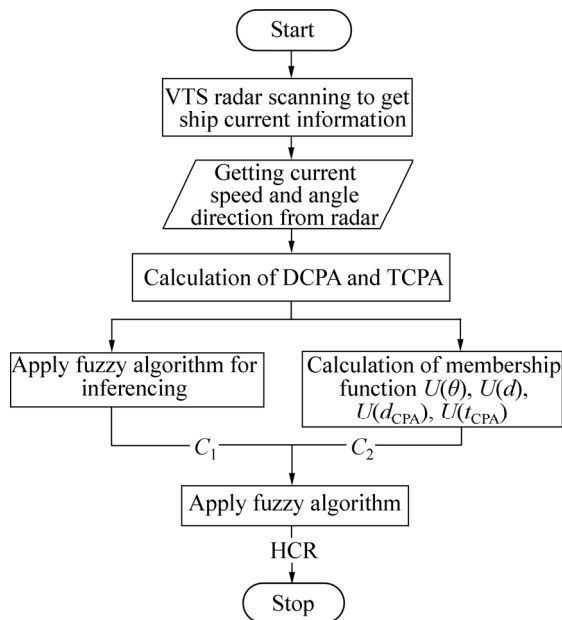 Start
VTS radar scanning to get
ship current information
Getting current
speed and angle
direction from radar
Calculation of DCPA and TCPA
Apply fuzzy algorithm for
inferencing
Calculation of membership
function U(θ), U(d),
U(d_CPA), U(t_CPA)
C₁
C₂
Apply fuzzy algorithm
HCR
Stop